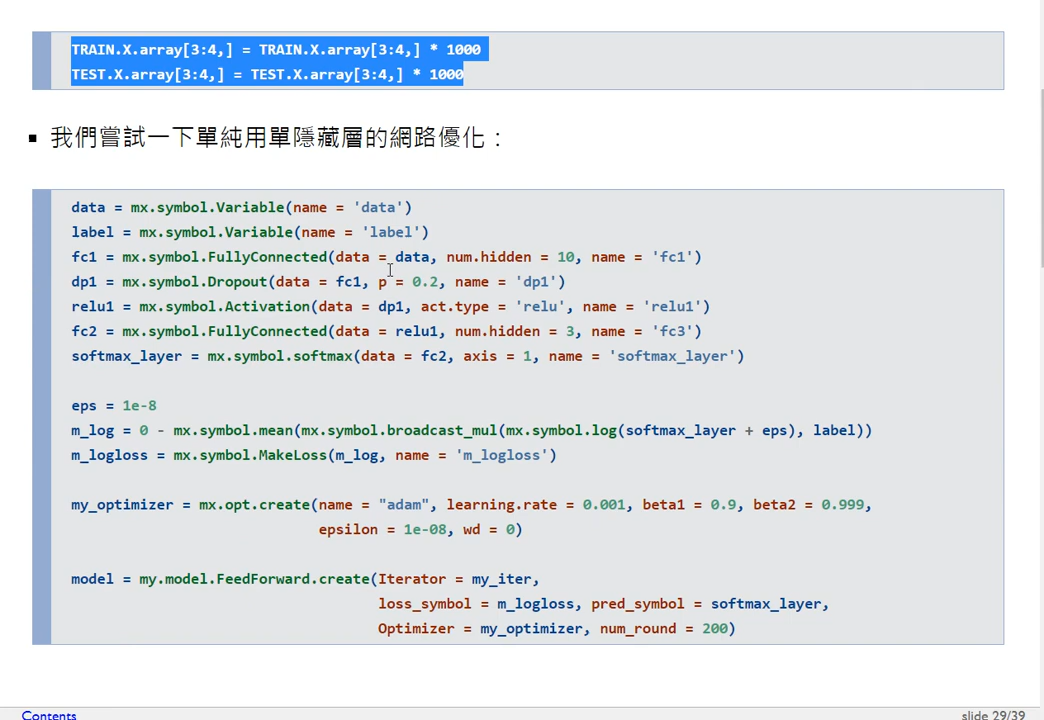 TRAIN.X.array[3:4,] = TRAIN.X.array[3:4,] * 1000
TEST.X.array[3:4,] = TEST.X.array[3:4,] * 1000
▪ 我們嘗試一下單純用單隱藏層的網路優化：
data = mx.symbol.Variable(name = 'data')
label = mx.symbol.Variable(name = 'label')
fc1 = mx.symbol.FullyConnected(data = data, num.hidden = 10, name = 'fc1')
dp1 = mx.symbol.Dropout(data = fc1, p = 0.2, name = 'dp1')
relu1 = mx.symbol.Activation(data = dp1, act.type = 'relu', name = 'relu1')
fc2 = mx.symbol.FullyConnected(data = relu1, num.hidden = 3, name = 'fc3')
softmax_layer = mx.symbol.softmax(data = fc2, axis = 1, name = 'softmax_layer')
eps = 1e-8
m_log = 0 - mx.symbol.mean(mx.symbol.broadcast_mul(mx.symbol.log(softmax_layer + eps), label))
m_logloss = mx.symbol.MakeLoss(m_log, name = 'm_logloss')
my_optimizer = mx.opt.create(name = "adam", learning.rate = 0.001, beta1 = 0.9, beta2 = 0.999,
epsilon = 1e-08, wd = 0)
model = my.model.FeedForward.create(Iterator = my_iter,
loss_symbol = m_logloss, pred_symbol = softmax_layer,
Optimizer = my_optimizer, num_round = 200)
Contents
slide 29/39